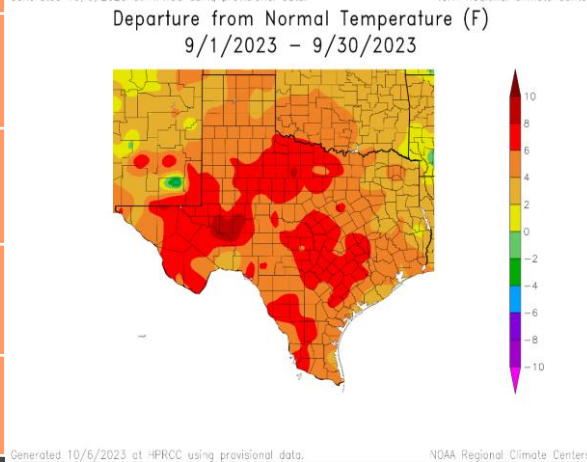 Departure from Normal Temperature (F)
9/1/2023 – 9/30/2023
10
8
6
4
2
0
−2
−4
−6
−8
−10
Generated 10/6/2023 at HPRCC using provisional data.
NOAA Regional Climate Centers